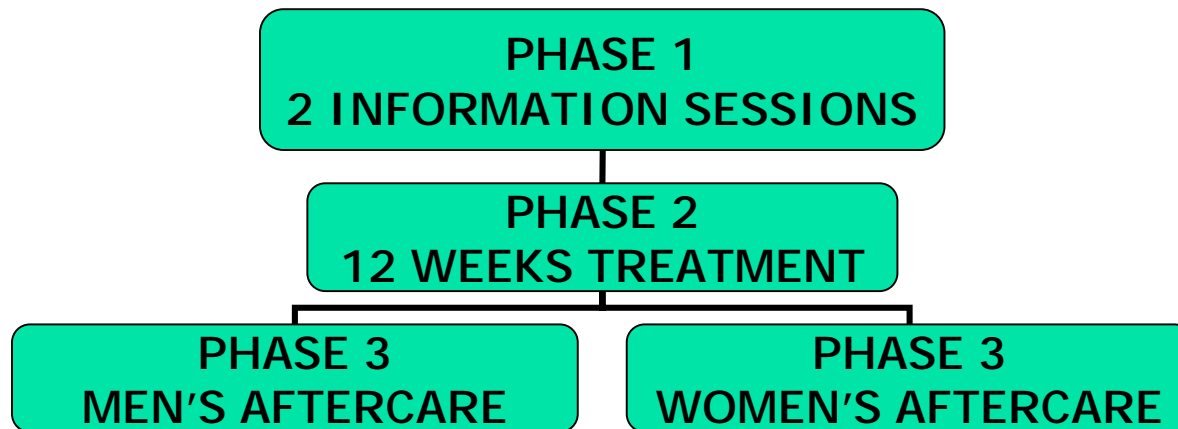 PHASE 1
2 INFORMATION SESSIONS
PHASE 2
12 WEEKS TREATMENT
PHASE 3
MEN’S AFTERCARE
PHASE 3
WOMEN’S AFTERCARE